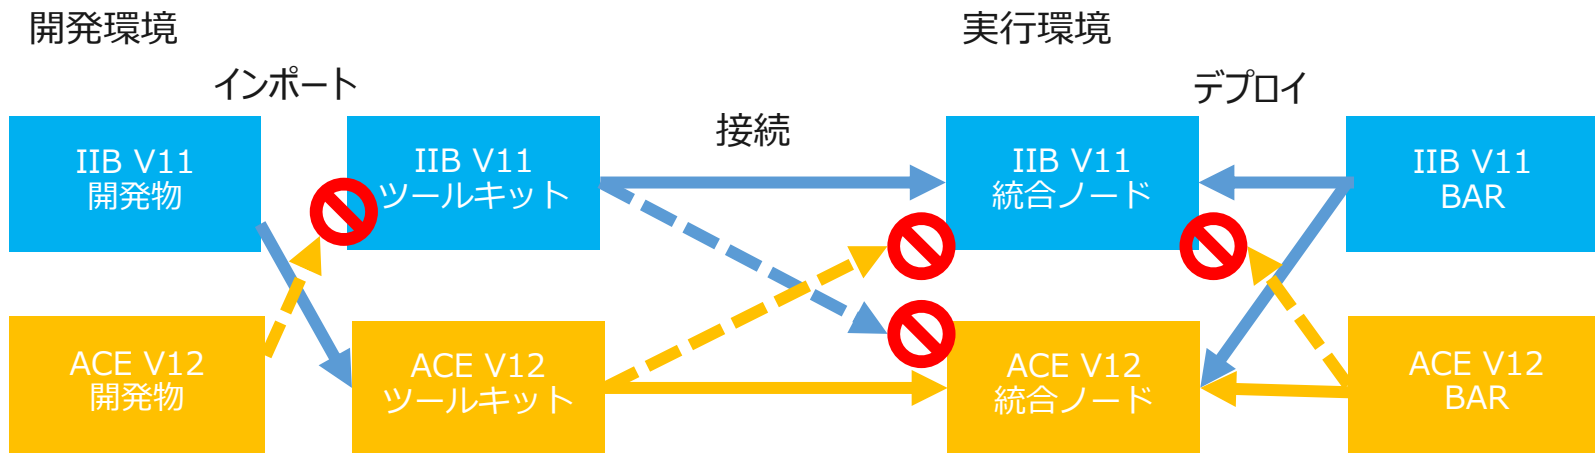 開発環境
実行環境
インポート
デプロイ
接続
IIB V11
開発物
IIB V11
ツールキット
IIB V11
統合ノード
IIB V11
BAR
ACE V12
開発物
ACE V12
ツールキット
ACE V12
統合ノード
ACE V12
BAR